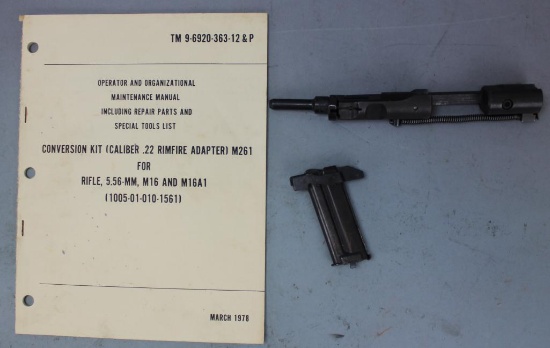 TM 9-6920-363-12 & P
OPERATOR AND ORGANIZATIONAL
MAINTENANCE MANUAL
INCLUDING REPAIR PARTS AND
SPECIAL TOOLS LIST
CONVERSION KIT (CALIBER .22 RIMFIRE ADAPTER) M261
FOR
RIFLE, 5.56-MM, M16 AND M16A1
(1005-01-010-1561)
MARCH 1978